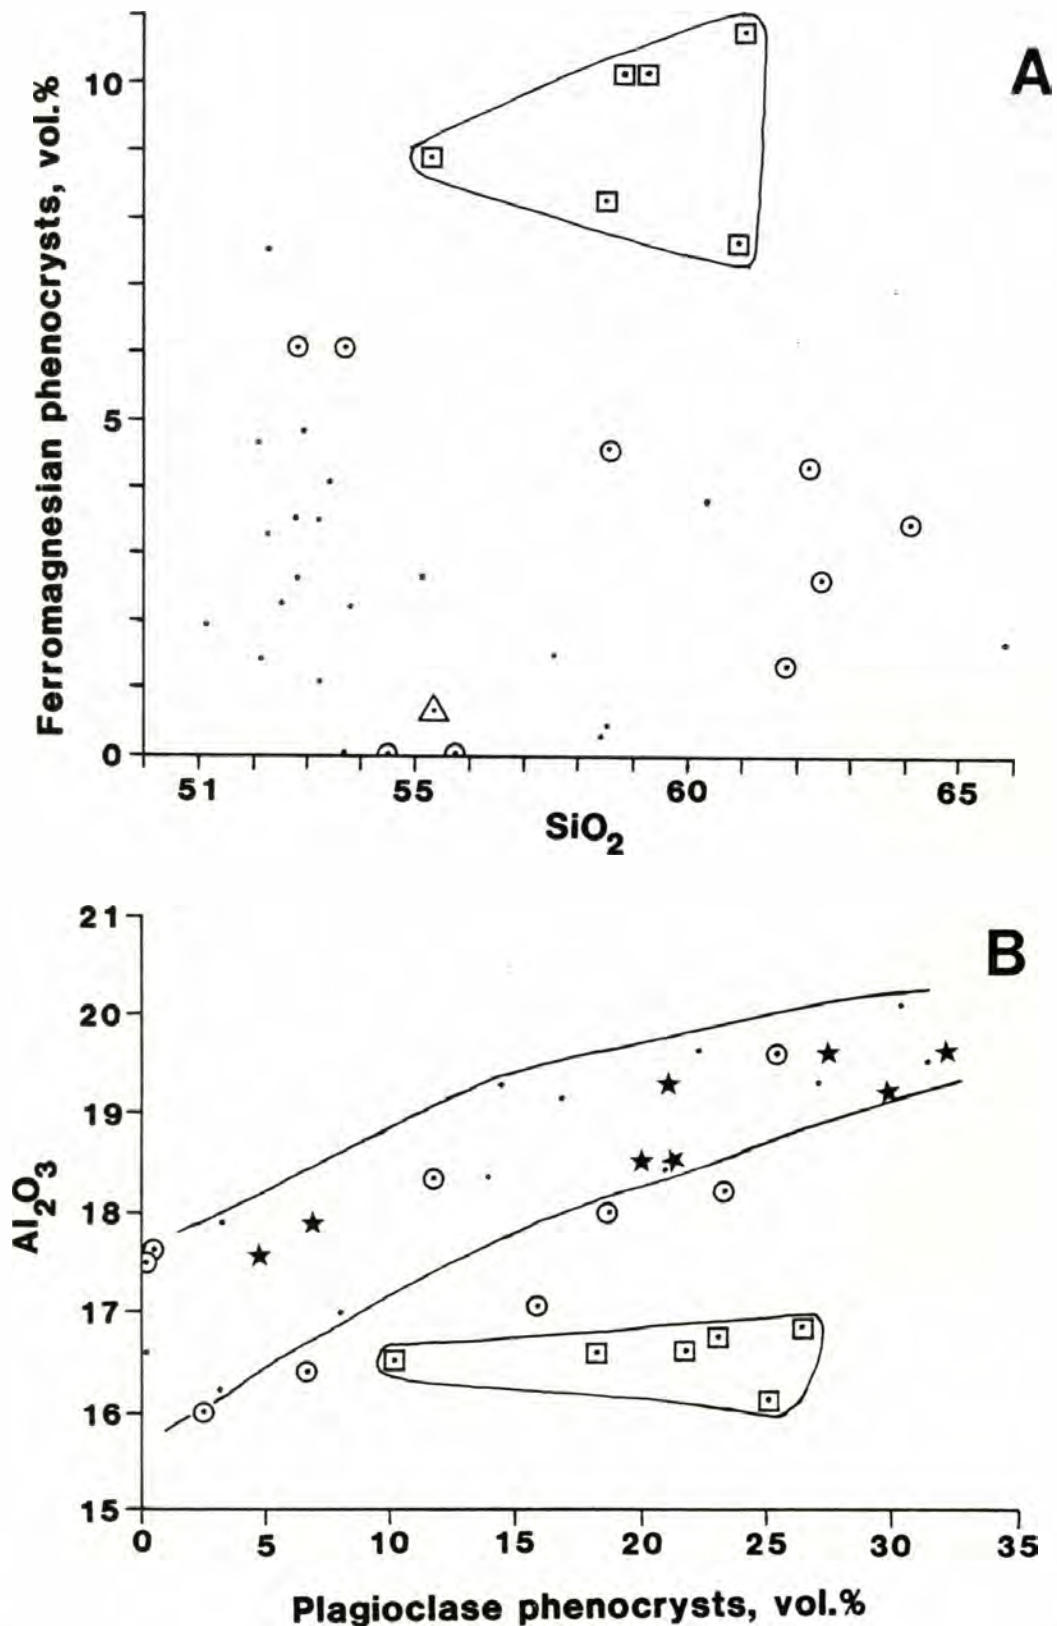 A
Ferromagnesian phenocrysts, vol.%
10
5
0
51 55 60 65
SiO₂
B
Al₂O₃
21
20
19
18
17
16
15
0 5 10 15 20 25 30 35
Plagioclase phenocrysts, vol.%